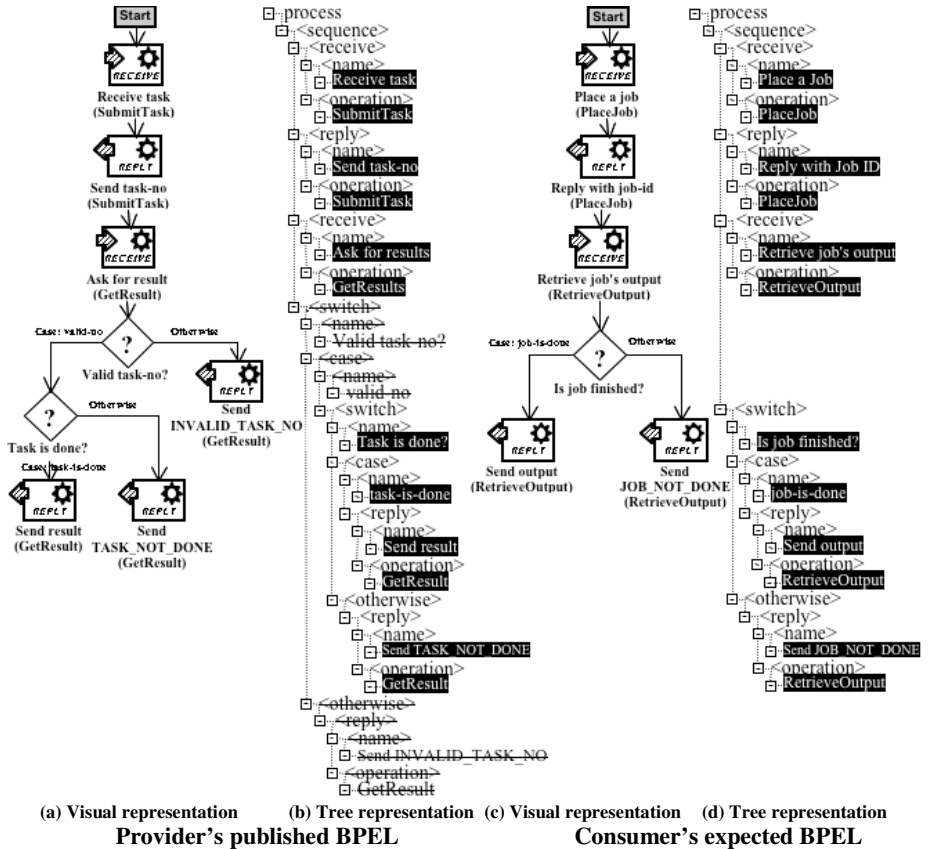 Start
RECEIVE
Receive task
(SubmitTask)
REPLY
Send task-no
(SubmitTask)
RECEIVE
Ask for result
(GetResult)
Case: valid-no
Otherwise
?
Valid task-no?
REPLY
Send
INVALID_TASK_NO
(GetResult)
?
Otherwise
Task is done?
Case: task-is-done
REPLY
Send result
(GetResult)
REPLY
Send
TASK_NOT_DONE
(GetResult)
process
<sequence>
<receive>
<name>
Receive task
<operation>
SubmitTask
<reply>
<name>
Send task-no
<operation>
SubmitTask
<receive>
<name>
Ask for results
<operation>
GetResults
<switch>
<name>
Valid task-no?
<case>
<name>
valid-no
<switch>
<name>
Task is done?
<case>
<name>
task-is-done
<reply>
<name>
Send result
<operation>
GetResult
<otherwise>
<reply>
<name>
Send TASK_NOT_DONE
<operation>
GetResult
<otherwise>
<reply>
<name>
Send INVALID_TASK_NO
<operation>
GetResult
Start
RECEIVE
Place a job
(PlaceJob)
REPLY
Reply with job-id
(PlaceJob)
RECEIVE
Retrieve job's output
(RetrieveOutput)
Case: job-is-done
Otherwise
?
Is job finished?
REPLY
Send output
(RetrieveOutput)
REPLY
Send
JOB_NOT_DONE
(RetrieveOutput)
process
<sequence>
<receive>
<name>
Place a Job
<operation>
PlaceJob
<reply>
<name>
Reply with Job ID
<operation>
PlaceJob
<receive>
<name>
Retrieve job's output
<operation>
RetrieveOutput
<switch>
Is job finished?
<case>
<name>
job-is-done
<reply>
<name>
Send output
<operation>
RetrieveOutput
<otherwise>
<reply>
<name>
Send JOB_NOT_DONE
<operation>
RetrieveOutput
(a) Visual representation
(b) Tree representation
(c) Visual representation
(d) Tree representation
Provider's published BPEL
Consumer's expected BPEL